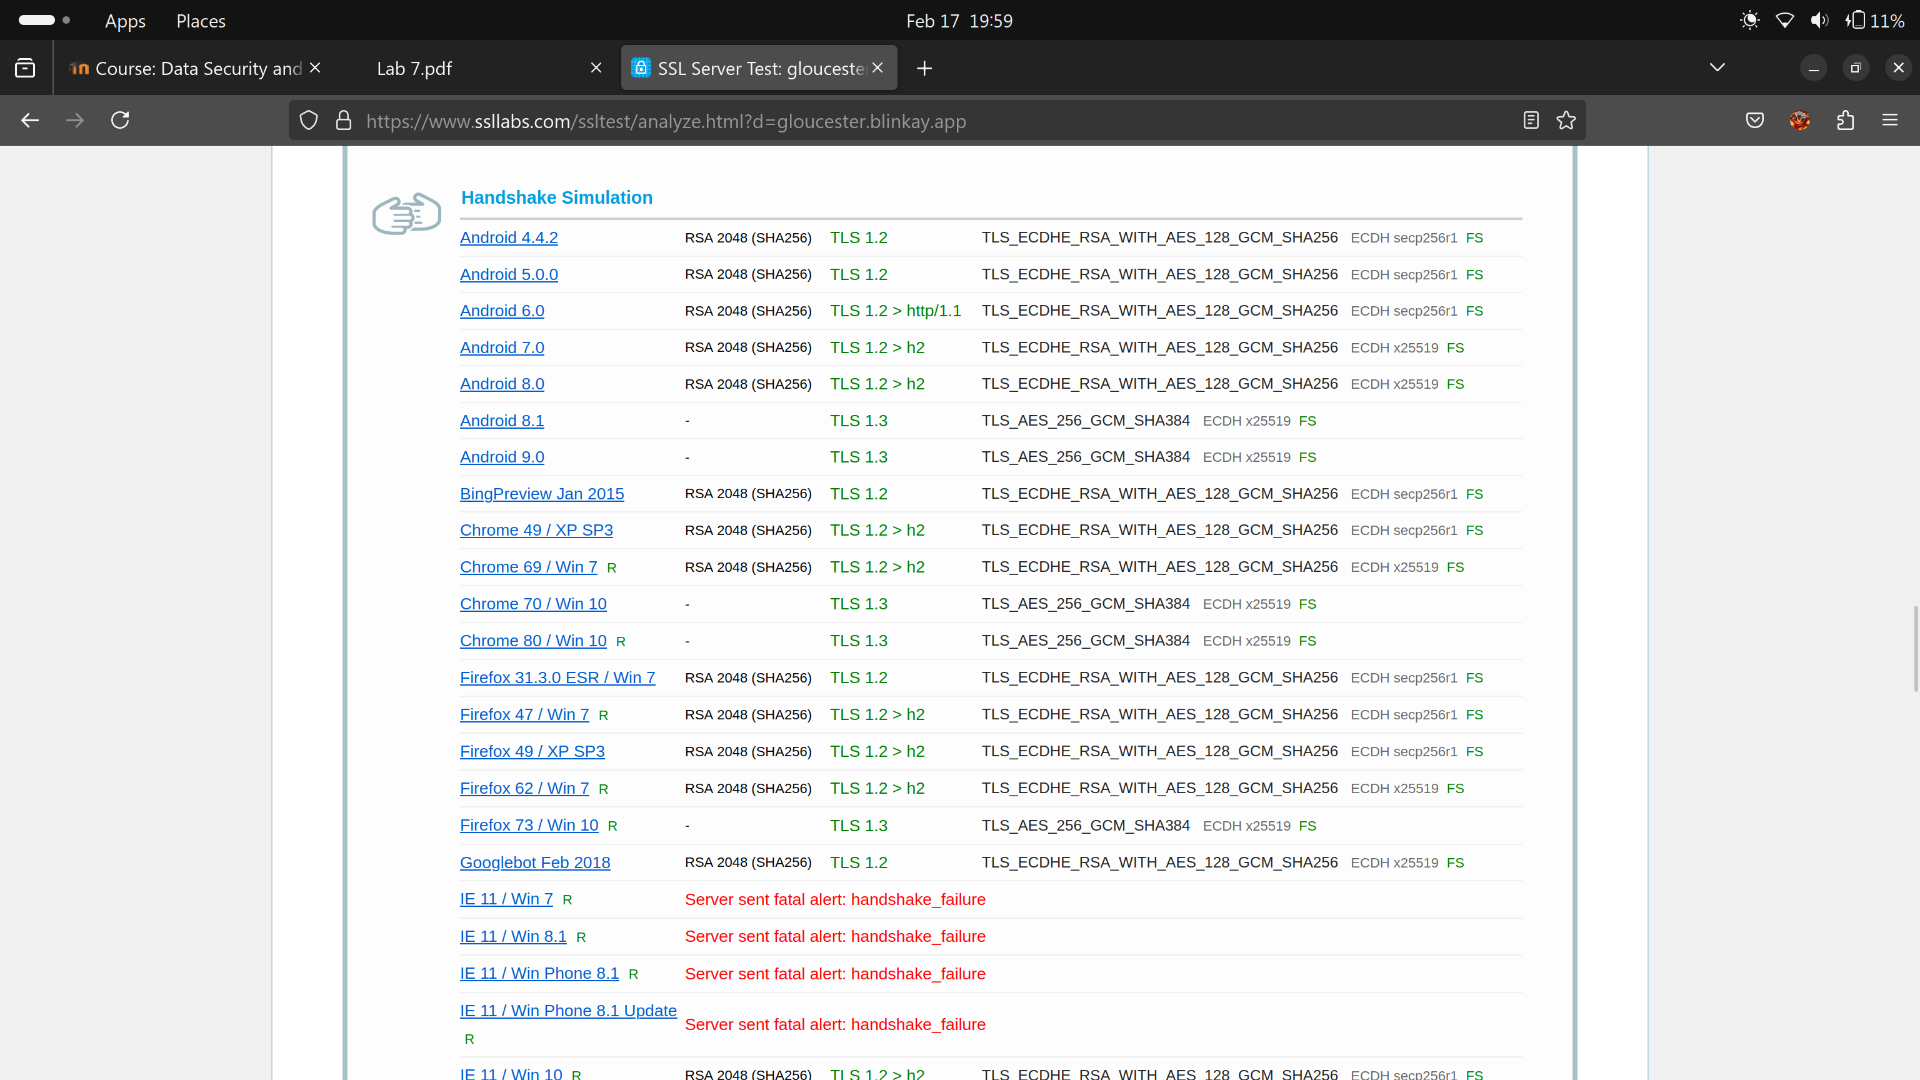 Apps Places Feb 17 19:59 11%
Course: Data Security and Lab 7.pdf SSL Server Test: glouceste
https://www.ssllabs.com/ssltest/analyze.html?d=gloucester.blinkay.app
Handshake Simulation
Android 4.4.2 RSA 2048 (SHA256) TLS 1.2 TLS_ECDHE_RSA_WITH_AES_128_GCM_SHA256 ECDH secp256r1 FS
Android 5.0.0 RSA 2048 (SHA256) TLS 1.2 TLS_ECDHE_RSA_WITH_AES_128_GCM_SHA256 ECDH secp256r1 FS
Android 6.0 RSA 2048 (SHA256) TLS 1.2 > http/1.1 TLS_ECDHE_RSA_WITH_AES_128_GCM_SHA256 ECDH secp256r1 FS
Android 7.0 RSA 2048 (SHA256) TLS 1.2 > h2 TLS_ECDHE_RSA_WITH_AES_128_GCM_SHA256 ECDH x25519 FS
Android 8.0 RSA 2048 (SHA256) TLS 1.2 > h2 TLS_ECDHE_RSA_WITH_AES_128_GCM_SHA256 ECDH x25519 FS
Android 8.1 - TLS 1.3 TLS_AES_256_GCM_SHA384 ECDH x25519 FS
Android 9.0 - TLS 1.3 TLS_AES_256_GCM_SHA384 ECDH x25519 FS
BingPreview Jan 2015 RSA 2048 (SHA256) TLS 1.2 TLS_ECDHE_RSA_WITH_AES_128_GCM_SHA256 ECDH secp256r1 FS
Chrome 49 / XP SP3 RSA 2048 (SHA256) TLS 1.2 > h2 TLS_ECDHE_RSA_WITH_AES_128_GCM_SHA256 ECDH secp256r1 FS
Chrome 69 / Win 7 R RSA 2048 (SHA256) TLS 1.2 > h2 TLS_ECDHE_RSA_WITH_AES_128_GCM_SHA256 ECDH x25519 FS
Chrome 70 / Win 10 - TLS 1.3 TLS_AES_256_GCM_SHA384 ECDH x25519 FS
Chrome 80 / Win 10 R - TLS 1.3 TLS_AES_256_GCM_SHA384 ECDH x25519 FS
Firefox 31.3.0 ESR / Win 7 RSA 2048 (SHA256) TLS 1.2 TLS_ECDHE_RSA_WITH_AES_128_GCM_SHA256 ECDH secp256r1 FS
Firefox 47 / Win 7 R RSA 2048 (SHA256) TLS 1.2 > h2 TLS_ECDHE_RSA_WITH_AES_128_GCM_SHA256 ECDH secp256r1 FS
Firefox 49 / XP SP3 RSA 2048 (SHA256) TLS 1.2 > h2 TLS_ECDHE_RSA_WITH_AES_128_GCM_SHA256 ECDH secp256r1 FS
Firefox 62 / Win 7 R RSA 2048 (SHA256) TLS 1.2 > h2 TLS_ECDHE_RSA_WITH_AES_128_GCM_SHA256 ECDH x25519 FS
Firefox 73 / Win 10 R - TLS 1.3 TLS_AES_256_GCM_SHA384 ECDH x25519 FS
Googlebot Feb 2018 RSA 2048 (SHA256) TLS 1.2 TLS_ECDHE_RSA_WITH_AES_128_GCM_SHA256 ECDH x25519 FS
IE 11 / Win 7 R Server sent fatal alert: handshake_failure
IE 11 / Win 8.1 R Server sent fatal alert: handshake_failure
IE 11 / Win Phone 8.1 R Server sent fatal alert: handshake_failure
IE 11 / Win Phone 8.1 Update R Server sent fatal alert: handshake_failure
IE 11 / Win 10 R RSA 2048 (SHA256) TLS 1.2 > h2 TLS_ECDHE_RSA_WITH_AES_128_GCM_SHA256 ECDH secp256r1 FS